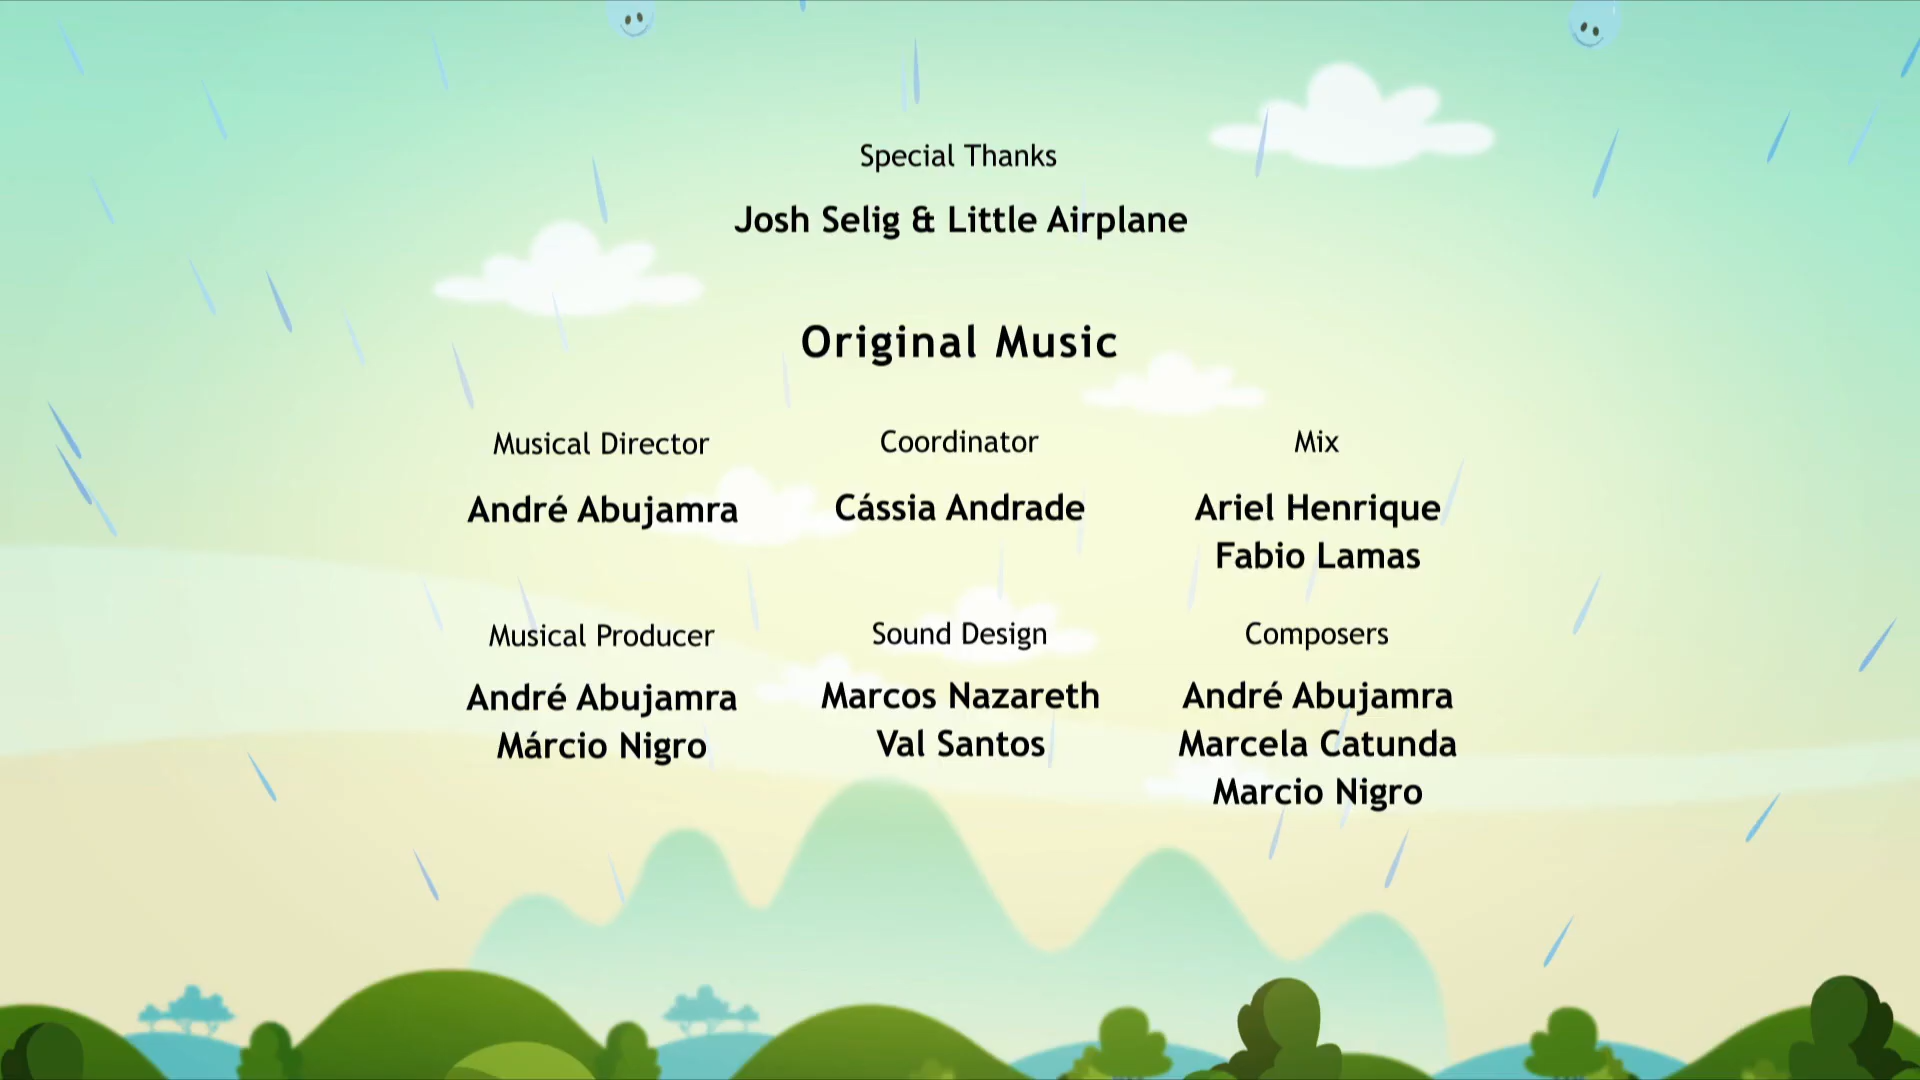 Special Thanks
Josh Selig & Little Airplane
Original Music
Musical Director
André Abujamra
Coordinator
Cássia Andrade
Mix
Ariel Henrique
Fabio Lamas
Musical Producer
André Abujamra
Márcio Nigro
Sound Design
Marcos Nazareth
Val Santos
Composers
André Abujamra
Marcela Catunda
Marcio Nigro